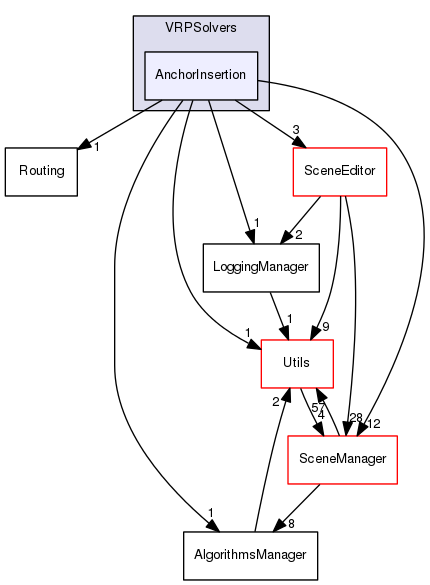 VRPSolvers
AnchorInsertion
3
1
Routing
SceneEditor
1
2
LoggingManager
1
1
9
Utils
2
57
4
28
12
SceneManager
1
8
AlgorithmsManager